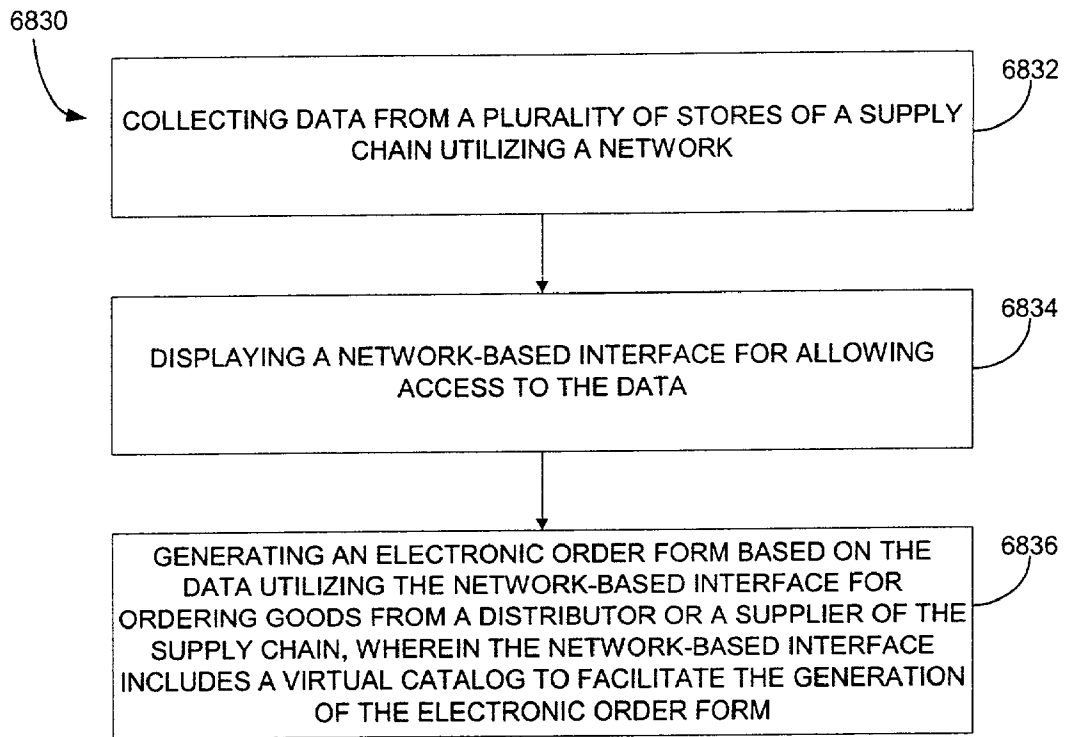 6830
6832
COLLECTING DATA FROM A PLURALITY OF STORES OF A SUPPLY
CHAIN UTILIZING A NETWORK
6834
DISPLAYING A NETWORK-BASED INTERFACE FOR ALLOWING
ACCESS TO THE DATA
6836
GENERATING AN ELECTRONIC ORDER FORM BASED ON THE
DATA UTILIZING THE NETWORK-BASED INTERFACE FOR
ORDERING GOODS FROM A DISTRIBUTOR OR A SUPPLIER OF THE
SUPPLY CHAIN, WHEREIN THE NETWORK-BASED INTERFACE
INCLUDES A VIRTUAL CATALOG TO FACILITATE THE GENERATION
OF THE ELECTRONIC ORDER FORM